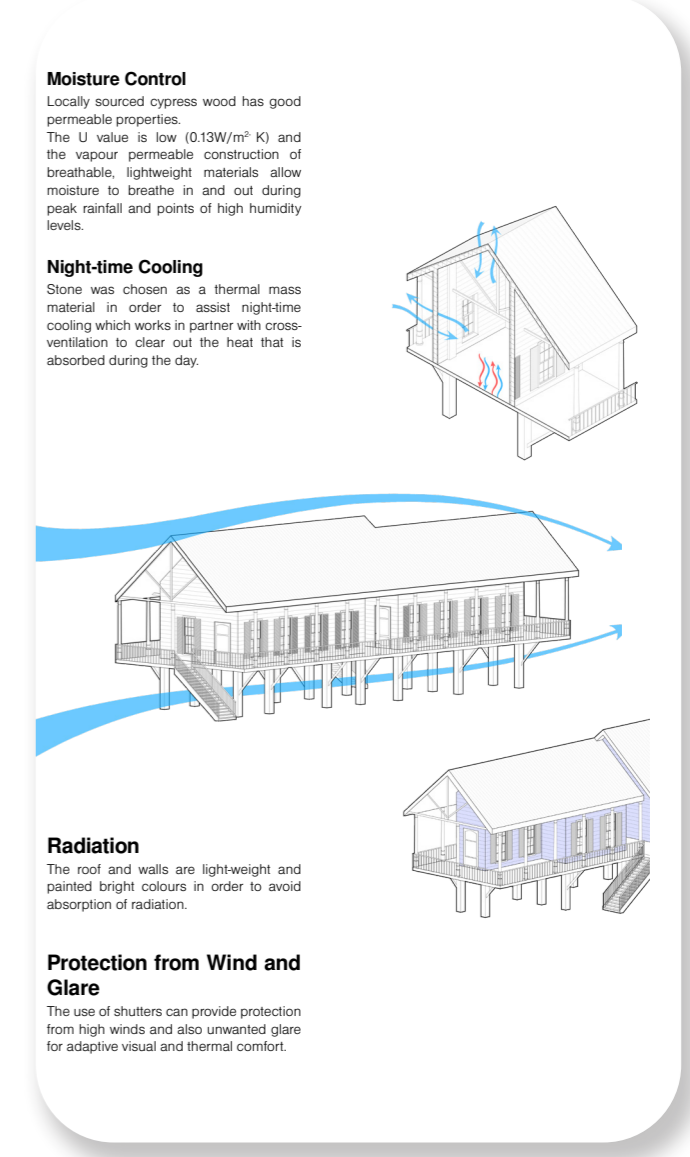 Moisture Control
Locally sourced cypress wood has good
permeable properties.
The U value is low (0.13W/m²· K) and
the vapour permeable construction of
breathable, lightweight materials allow
moisture to breathe in and out during
peak rainfall and points of high humidity
levels.
Night-time Cooling
Stone was chosen as a thermal mass
material in order to assist night-time
cooling which works in partner with cross-
ventilation to clear out the heat that is
absorbed during the day.
Radiation
The roof and walls are light-weight and
painted bright colours in order to avoid
absorption of radiation.
Protection from Wind and
Glare
The use of shutters can provide protection
from high winds and also unwanted glare
for adaptive visual and thermal comfort.